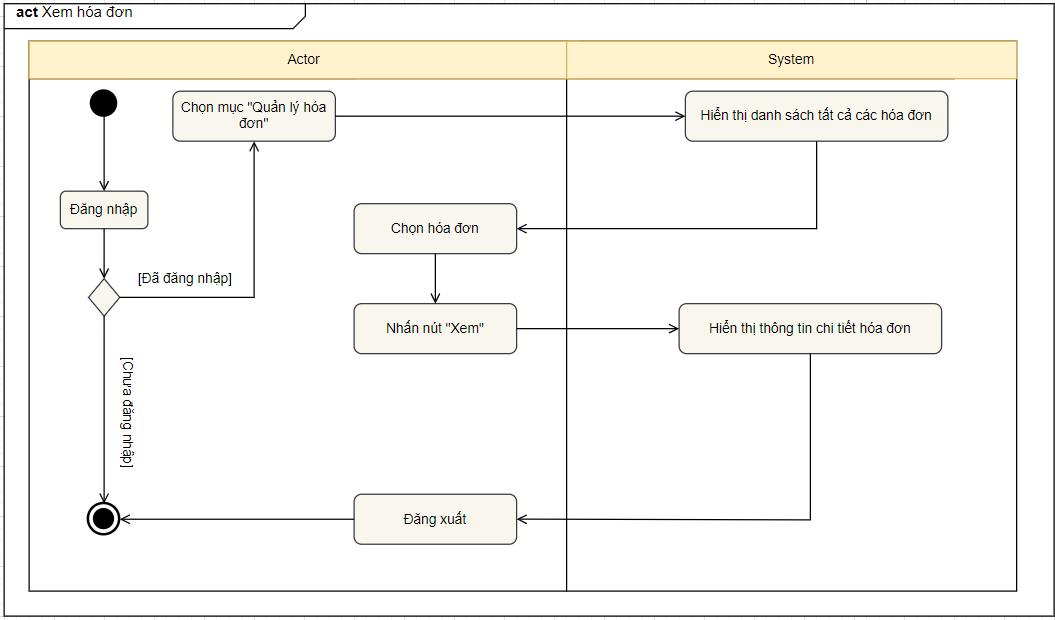 act Xem hóa đơn
Actor
System
Chọn mục "Quản lý hóa
đơn"
Hiển thị danh sách tất cả các hóa đơn
Đăng nhập
Chọn hóa đơn
[Đã đăng nhập]
Nhấn nút "Xem"
Hiển thị thông tin chi tiết hóa đơn
[Chưa đăng nhập]
Đăng xuất